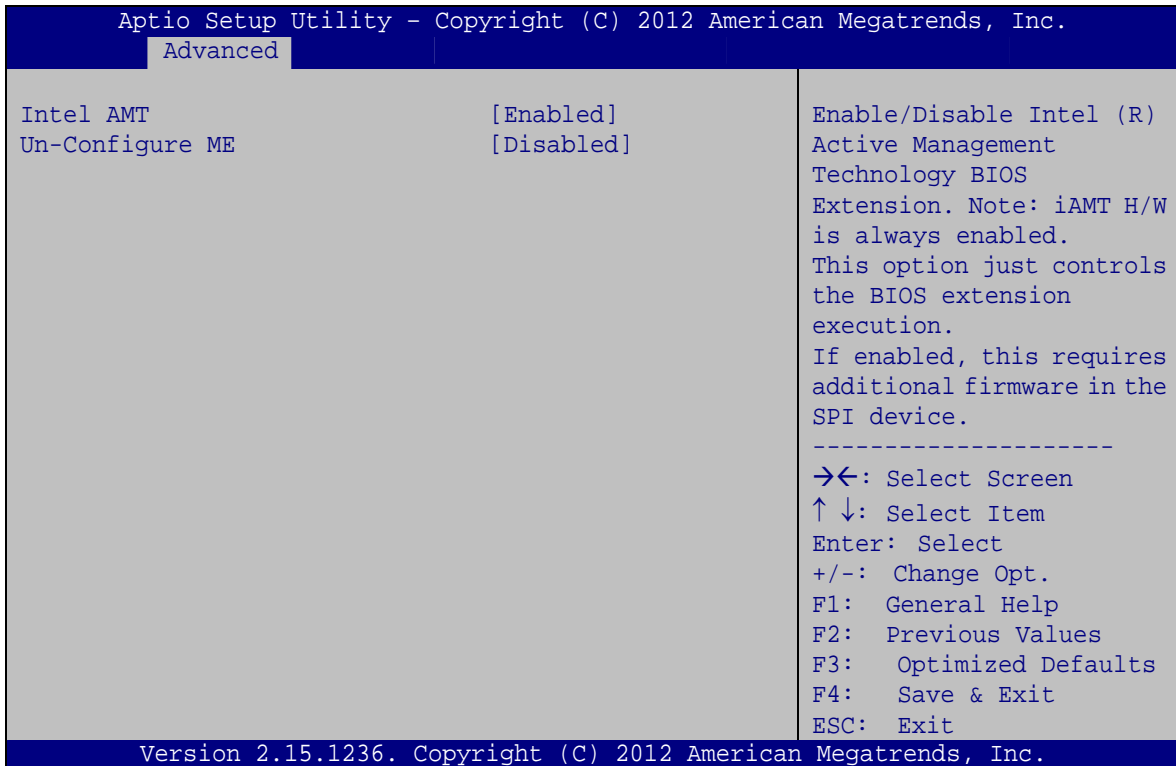 Aptio Setup Utility – Copyright (C) 2012 American Megatrends, Inc.
Advanced
Intel AMT [Enabled]
Un-Configure ME [Disabled]
Enable/Disable Intel (R)
Active Management
Technology BIOS
Extension. Note: iAMT H/W
is always enabled.
This option just controls
the BIOS extension
execution.
If enabled, this requires
additional firmware in the
SPI device.
---------------------
→←: Select Screen
↑ ↓: Select Item
Enter: Select
+/-: Change Opt.
F1: General Help
F2: Previous Values
F3: Optimized Defaults
F4: Save & Exit
ESC: Exit
Version 2.15.1236. Copyright (C) 2012 American Megatrends, Inc.